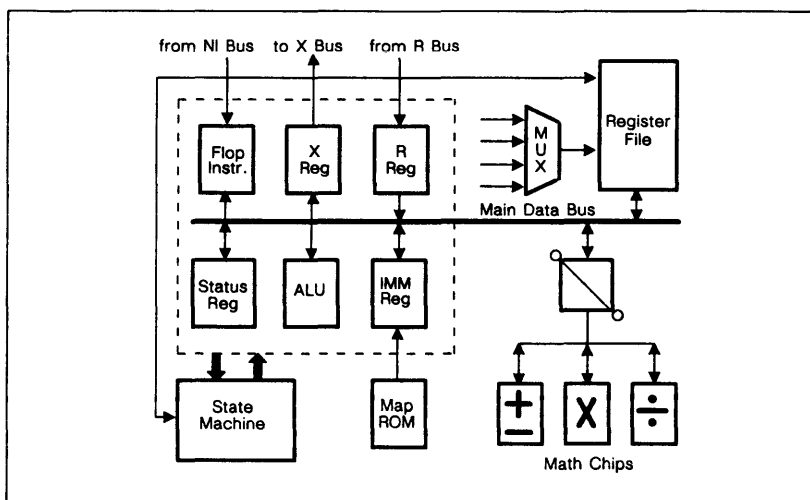 from NI Bus to X Bus from R Bus
Flop
Instr.
X
Reg
R
Reg
MUX
Register
File
Main Data Bus
Status
Reg
ALU
IMM
Reg
State
Machine
Map
ROM
+
−
X
÷
Math Chips